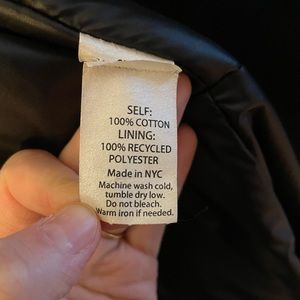 SELF:
100% COTTON
LINING:
100% RECYCLED
POLYESTER
Made in NYC
Machine wash cold,
tumble dry low.
Do not bleach.
Warm iron if needed.